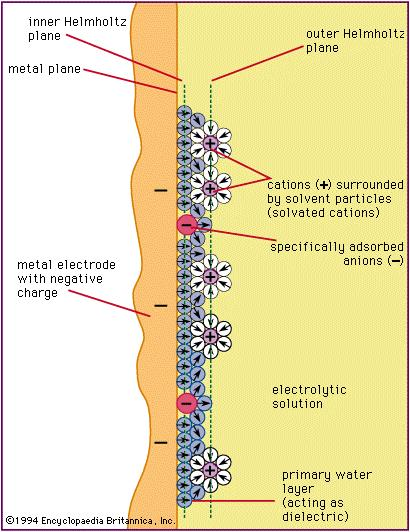 inner Helmholtz
plane
outer Helmholtz
plane
metal plane
cations (+) surrounded
by solvent particles
(solvated cations)
specifically adsorbed
anions (−)
metal electrode
with negative
charge
electrolytic
solution
primary water
layer
(acting as
dielectric)
+
+
−
−
+
−
+
−
−
+
©1994 Encyclopaedia Britannica, Inc.